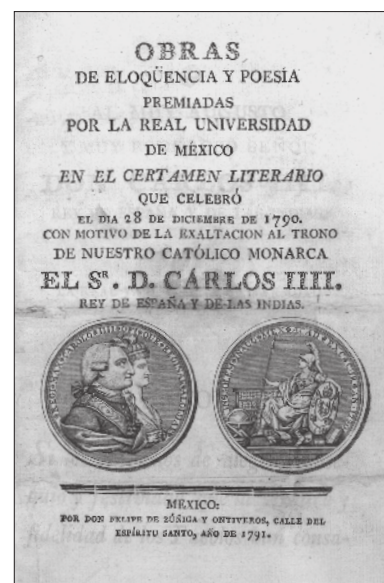 OBRAS
DE ELOQÜENCIA Y POESÍA
PREMIADAS
POR LA REAL UNIVERSIDAD
DE MEXICO
EN EL CERTAMEN LITERARIO
QUE CELEBRÓ
EL DIA 28 DE DICIEMBRE DE 1790.
CON MOTIVO DE LA EXALTACION AL TRONO
DE NUESTRO CATÓLICO MONARCA
EL Sr. D. CÁRLOS IIII.
REY DE ESPAÑA Y DE LAS INDIAS.
MEXICO:
POR DON FELIPE DE ZÚÑIGA Y ONTIVEROS, CALLE DEL
ESPÍRITU SANTO, AÑO DE 1791.